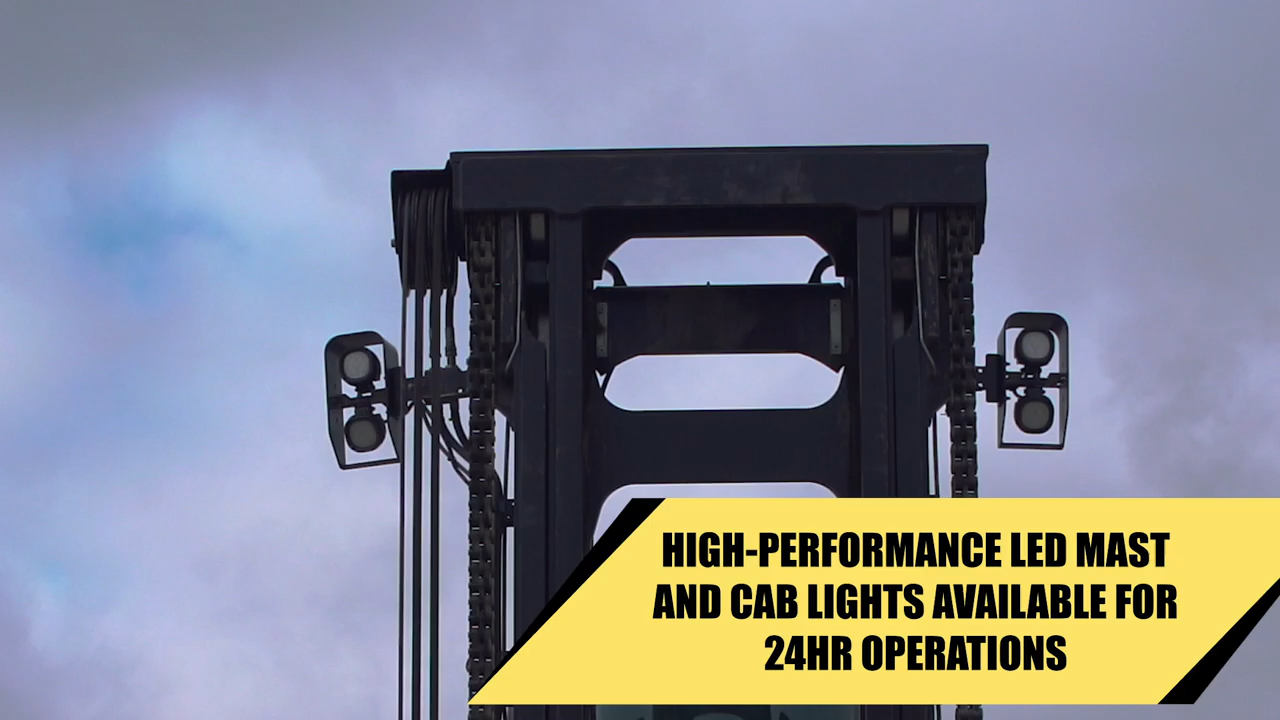 HIGH-PERFORMANCE LED MAST
AND CAB LIGHTS AVAILABLE FOR
24HR OPERATIONS